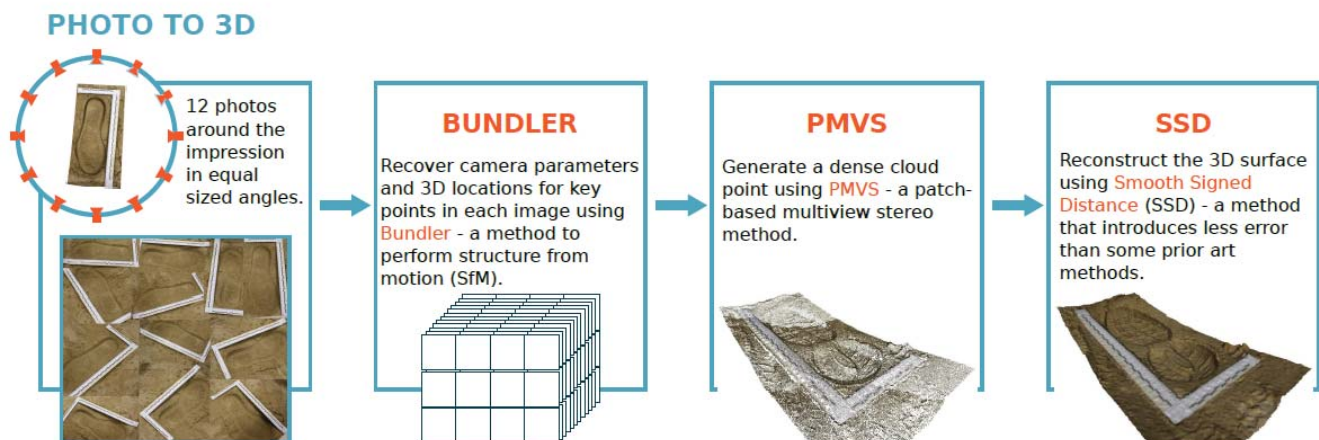 PHOTO TO 3D
12 photos
around the
impression
in equal
sized angles.
BUNDLER
Recover camera parameters
and 3D locations for key
points in each image using
Bundler - a method to
perform structure from
motion (SfM).
PMVS
Generate a dense cloud
point using PMVS - a patch-
based multiview stereo
method.
SSD
Reconstruct the 3D surface
using Smooth Signed
Distance (SSD) - a method
that introduces less error
than some prior art
methods.